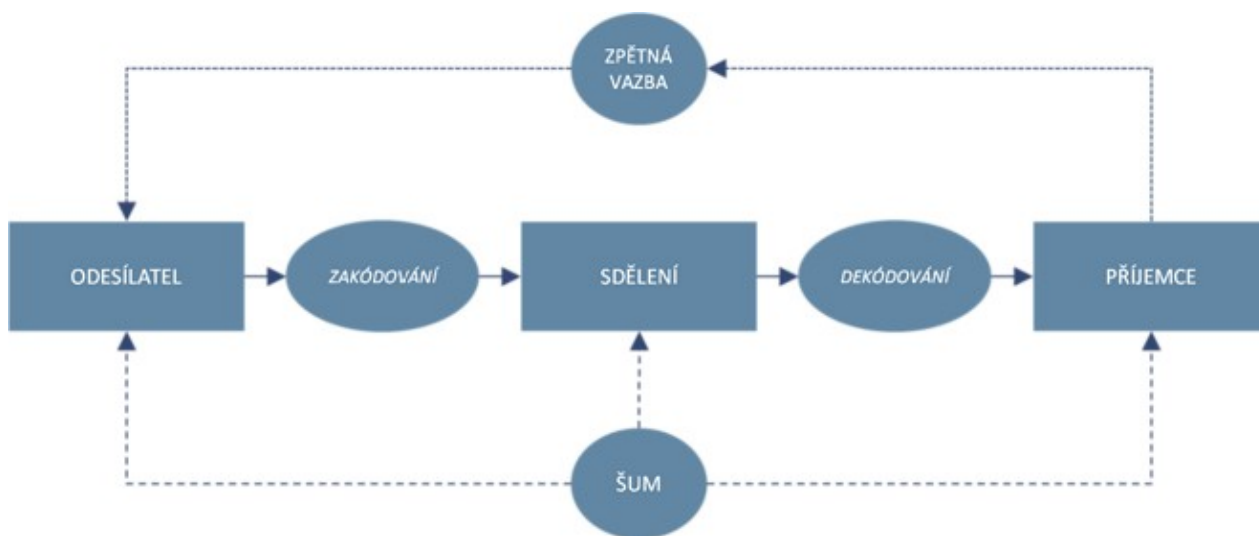 ZPĚTNÁ
VAZBA
ODESÍLATEL
ZAKÓDOVÁNÍ
SDĚLENÍ
DEKÓDOVÁNÍ
PŘÍJEMCE
ŠUM